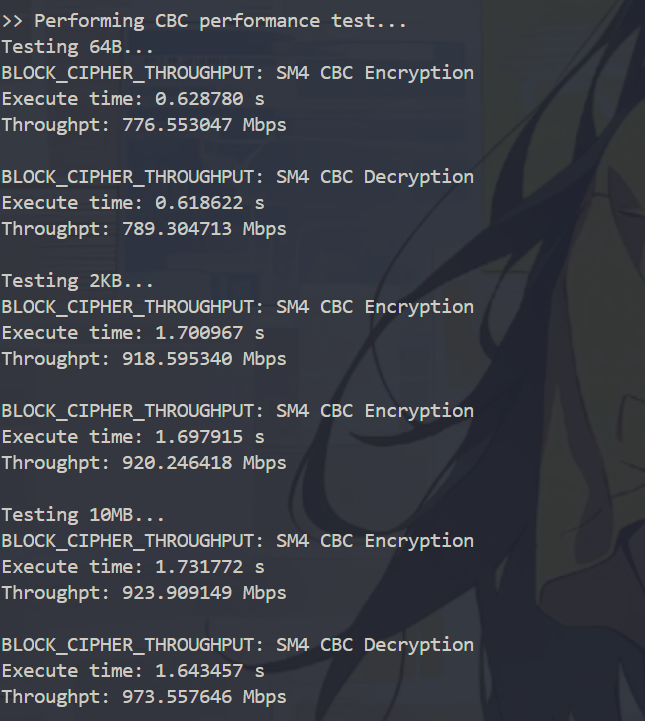 >> Performing CBC performance test...
Testing 64B...
BLOCK_CIPHER_THROUGHPUT: SM4 CBC Encryption
Execute time: 0.628780 s
Throughpt: 776.553047 Mbps
BLOCK_CIPHER_THROUGHPUT: SM4 CBC Decryption
Execute time: 0.618622 s
Throughpt: 789.304713 Mbps
Testing 2KB...
BLOCK_CIPHER_THROUGHPUT: SM4 CBC Encryption
Execute time: 1.700967 s
Throughpt: 918.595340 Mbps
BLOCK_CIPHER_THROUGHPUT: SM4 CBC Encryption
Execute time: 1.697915 s
Throughpt: 920.246418 Mbps
Testing 10MB...
BLOCK_CIPHER_THROUGHPUT: SM4 CBC Encryption
Execute time: 1.731772 s
Throughpt: 923.909149 Mbps
BLOCK_CIPHER_THROUGHPUT: SM4 CBC Decryption
Execute time: 1.643457 s
Throughpt: 973.557646 Mbps